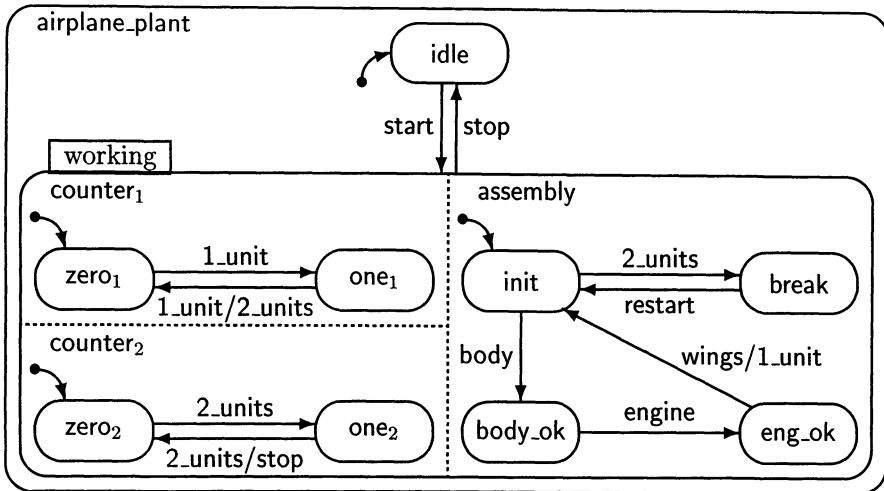 airplane_plant
idle
start
stop
working
counter₁
zero₁
1_unit
one₁
1_unit/2_units
counter₂
zero₂
2_units
one₂
2_units/stop
assembly
init
2_units
break
restart
body
wings/1_unit
body_ok
engine
eng_ok